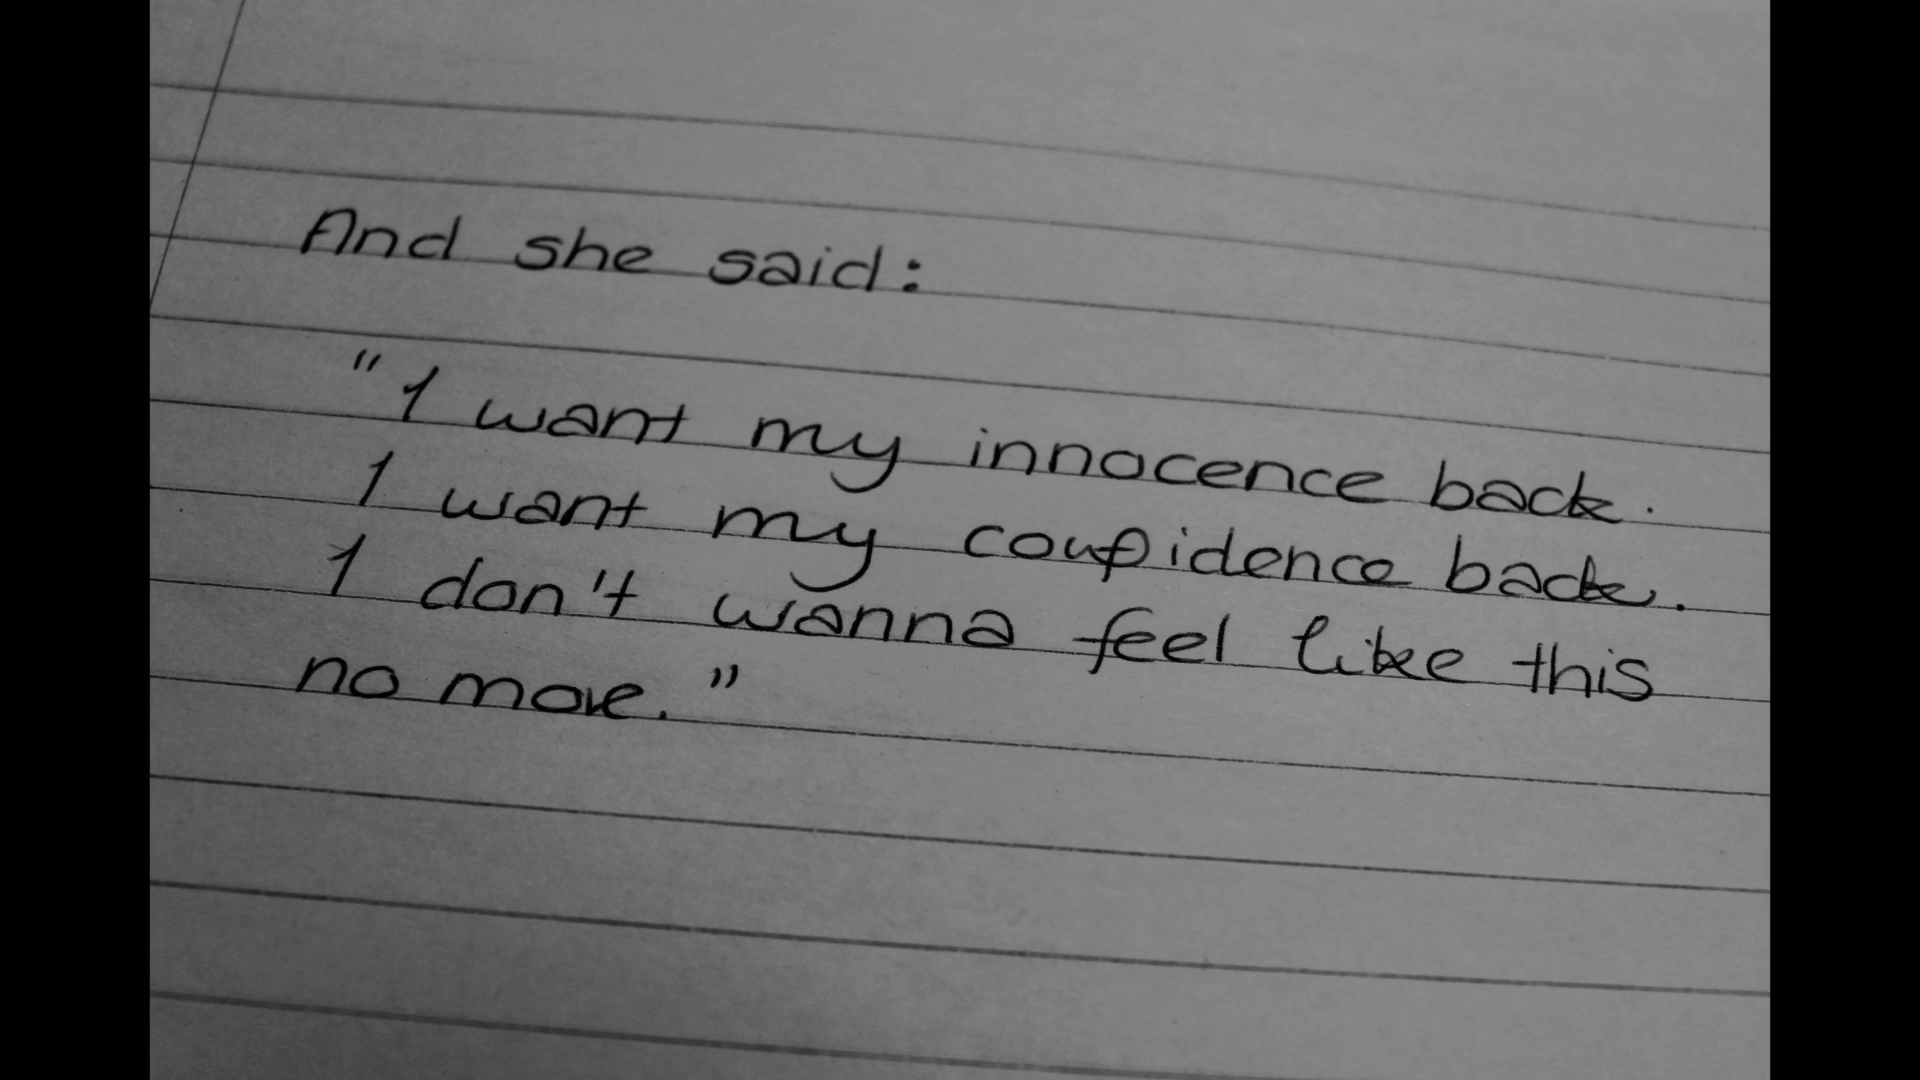 And she said:
"I want my innocence back.
I want my confidence back.
I don't wanna feel like this
no more."